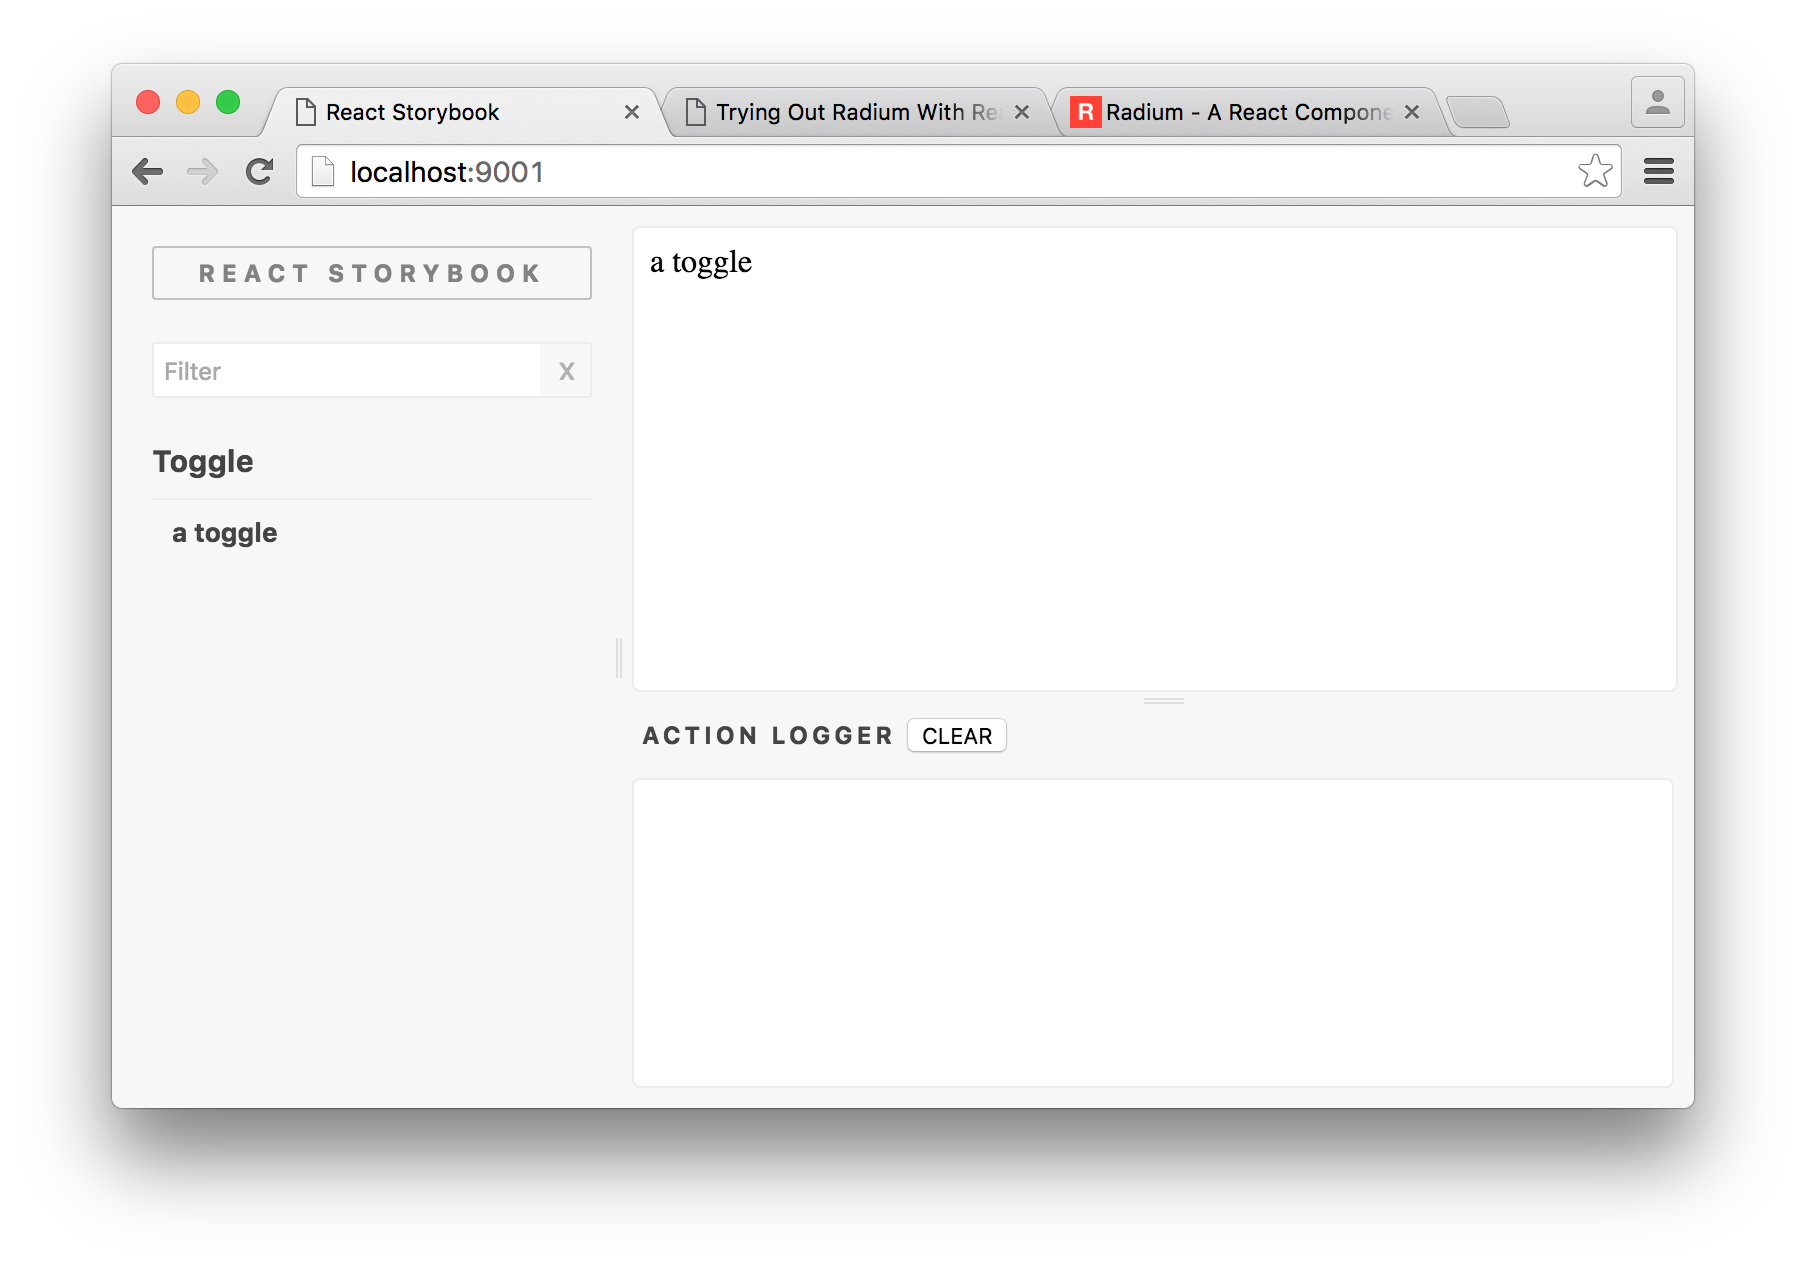 React Storybook
Trying Out Radium With Rea
R Radium - A React Compone
localhost:9001
REACT STORYBOOK
Filter X
Toggle
a toggle
a toggle
ACTION LOGGER CLEAR